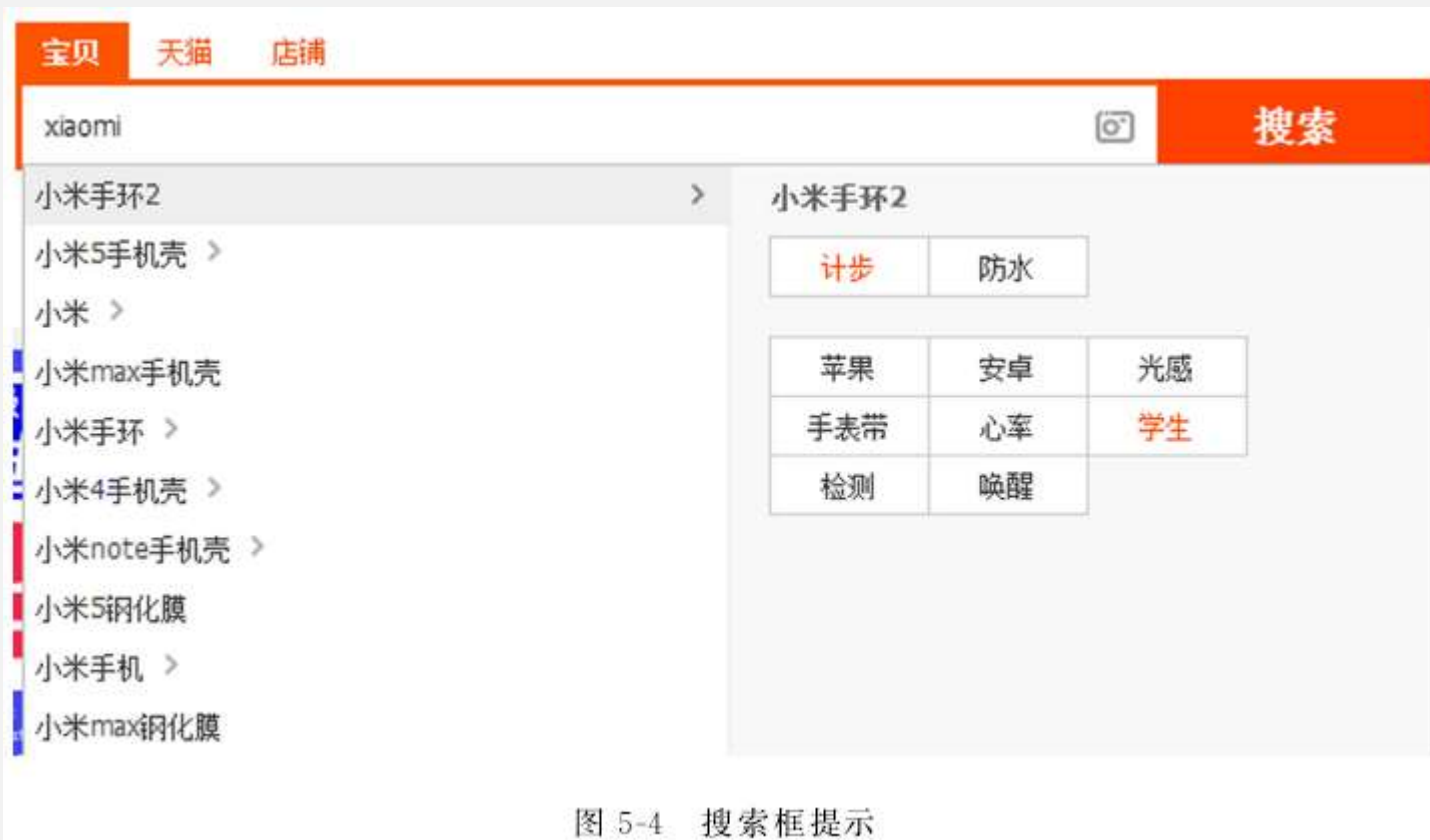 宝贝 天猫 店铺
xiaomi 搜索
小米手环2
小米5手机壳
小米
小米max手机壳
小米手环
小米4手机壳
小米note手机壳
小米5钢化膜
小米手机
小米max钢化膜
小米手环2
计步 防水
苹果 安卓 光感
手表带 心率 学生
检测 唤醒
图 5-4 搜索框提示